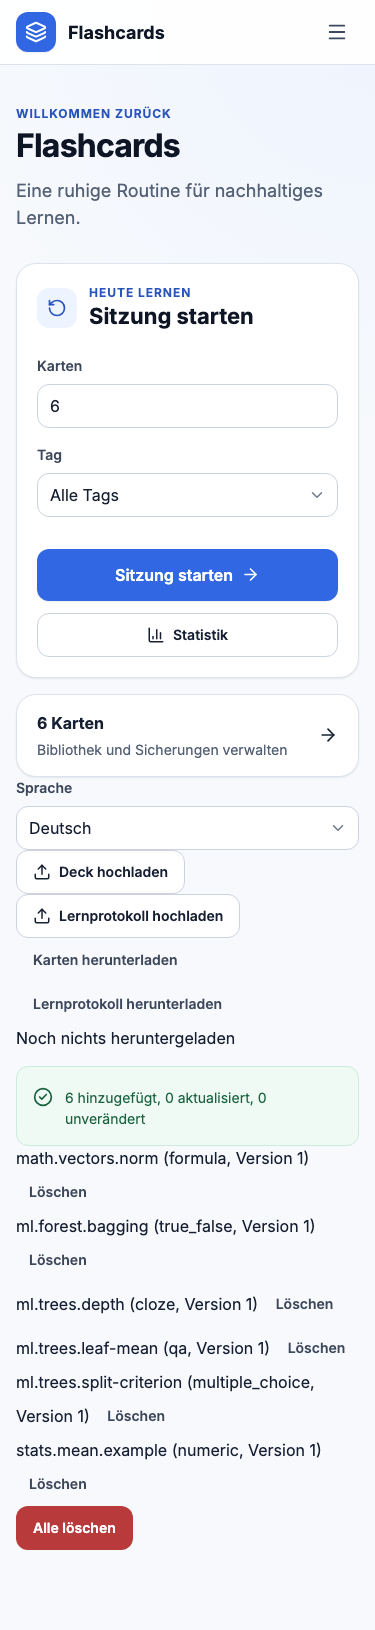 Flashcards
WILLKOMMEN ZURÜCK
Flashcards
Eine ruhige Routine für nachhaltiges
Lernen.
HEUTE LERNEN
Sitzung starten
Karten
6
Tag
Alle Tags
Sitzung starten
Statistik
6 Karten
Bibliothek und Sicherungen verwalten
Sprache
Deutsch
Deck hochladen
Lernprotokoll hochladen
Karten herunterladen
Lernprotokoll herunterladen
Noch nichts heruntergeladen
6 hinzugefügt, 0 aktualisiert, 0
unverändert
math.vectors.norm (formula, Version 1)
Löschen
ml.forest.bagging (true_false, Version 1)
Löschen
ml.trees.depth (cloze, Version 1) Löschen
ml.trees.leaf-mean (qa, Version 1) Löschen
ml.trees.split-criterion (multiple_choice,
Version 1) Löschen
stats.mean.example (numeric, Version 1)
Löschen
Alle löschen